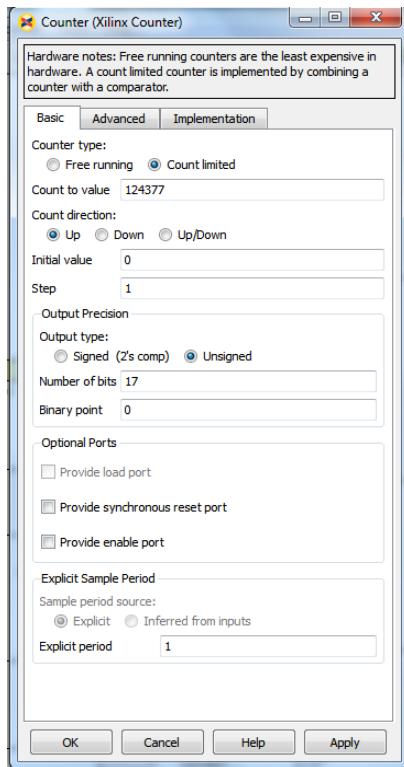 Counter (Xilinx Counter)
Hardware notes: Free running counters are the least expensive in
hardware. A count limited counter is implemented by combining a
counter with a comparator.
Basic Advanced Implementation
Counter type:
Free running Count limited
Count to value 124377
Count direction:
Up Down Up/Down
Initial value 0
Step 1
Output Precision
Output type:
Signed (2's comp) Unsigned
Number of bits 17
Binary point 0
Optional Ports
Provide load port
Provide synchronous reset port
Provide enable port
Explicit Sample Period
Sample period source:
Explicit Inferred from inputs
Explicit period 1
OK Cancel Help Apply